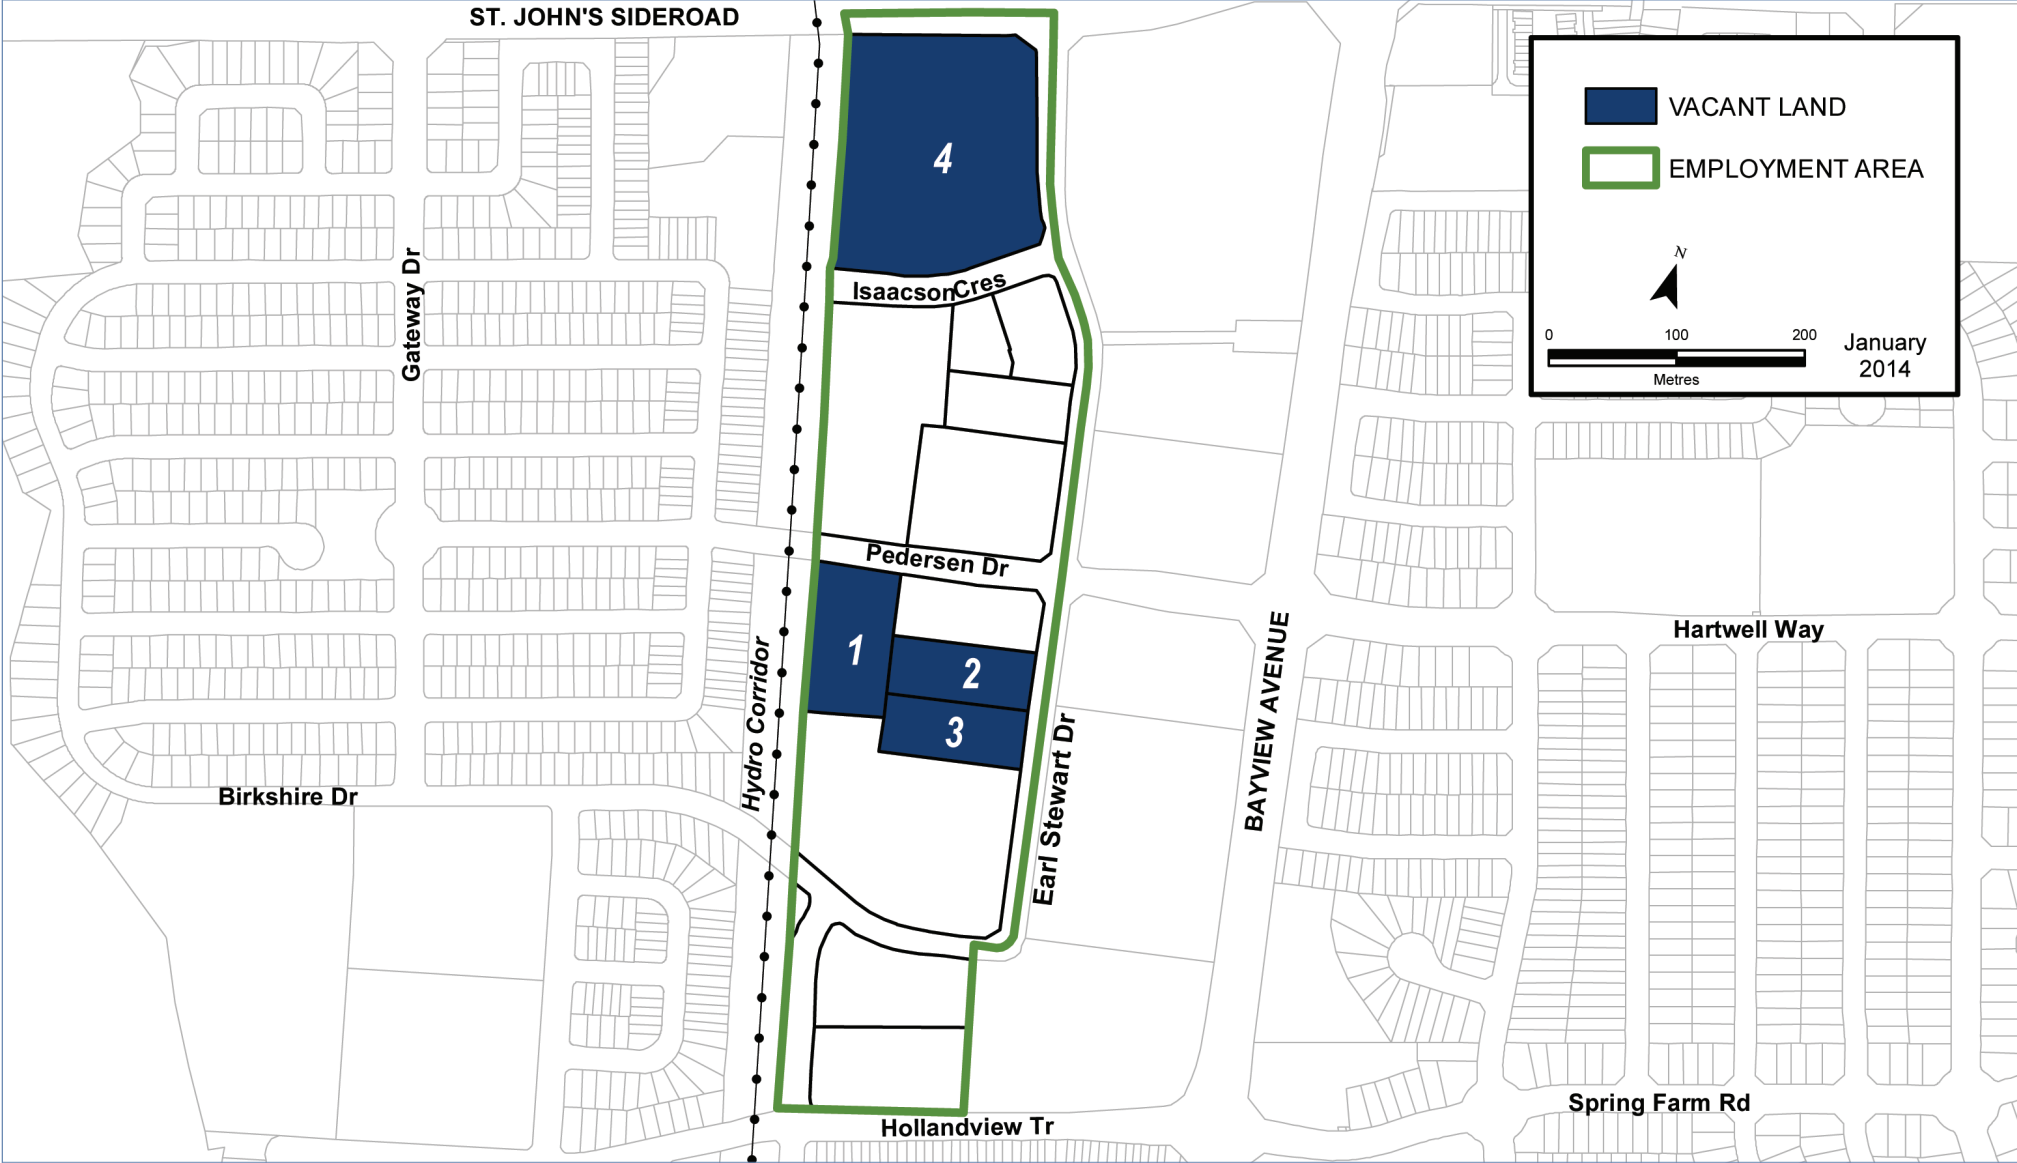 ST. JOHN'S SIDEROAD
VACANT LAND
EMPLOYMENT AREA
N
0 100 200
Metres
January
2014
4
Isaacson Cres
Gateway Dr
Pedersen Dr
1
2
3
Hydro Corridor
Earl Stewart Dr
BAYVIEW AVENUE
Hartwell Way
Birkshire Dr
Spring Farm Rd
Hollandview Tr